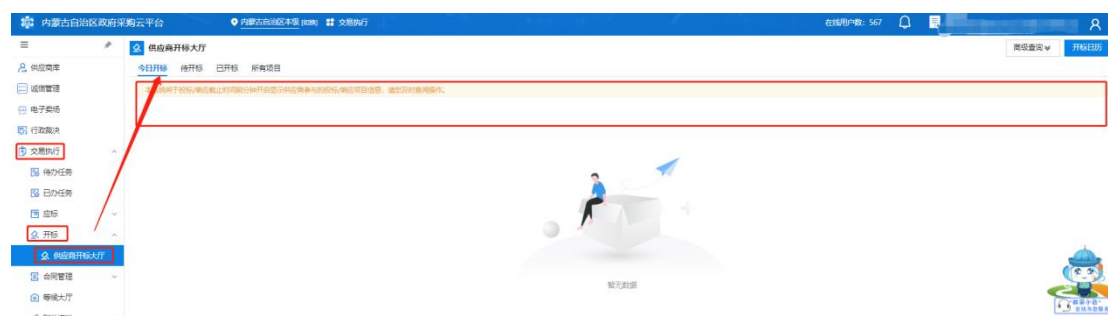 内蒙古自治区政府采购云平台
内蒙古自治区本级
交易执行
在线用户数: 567
供应商开标大厅
高级查询
开标日历
今日开标 待开标 已开标 所有项目
供应商库
诚信管理
电子卖场
行政裁决
交易执行
待办任务
已办任务
应标
开标
供应商开标大厅
合同管理
等候大厅
暂无数据